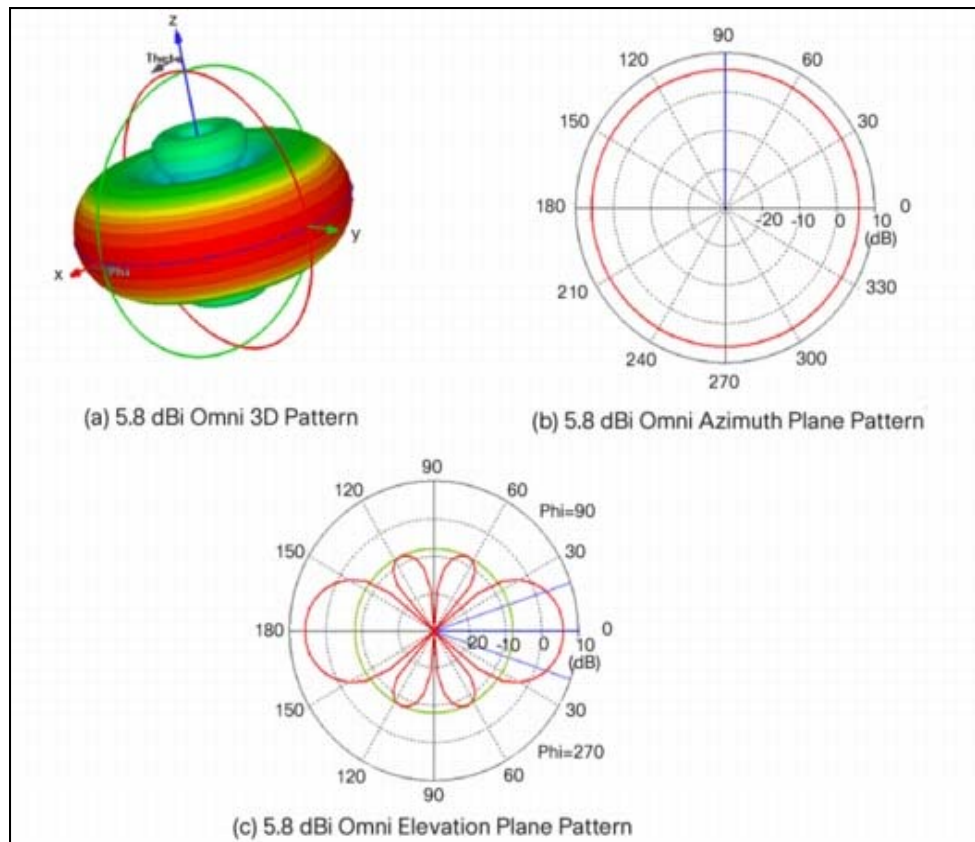 z
Theta
x
Phi
y
(a) 5.8 dBi Omni 3D Pattern
90
120
60
150
30
180
-20
-10
0
10
0
(dB)
210
330
240
300
270
(b) 5.8 dBi Omni Azimuth Plane Pattern
90
120
60
Phi=90
150
30
180
-20
-10
0
10
0
(dB)
150
30
120
60
Phi=270
90
(c) 5.8 dBi Omni Elevation Plane Pattern